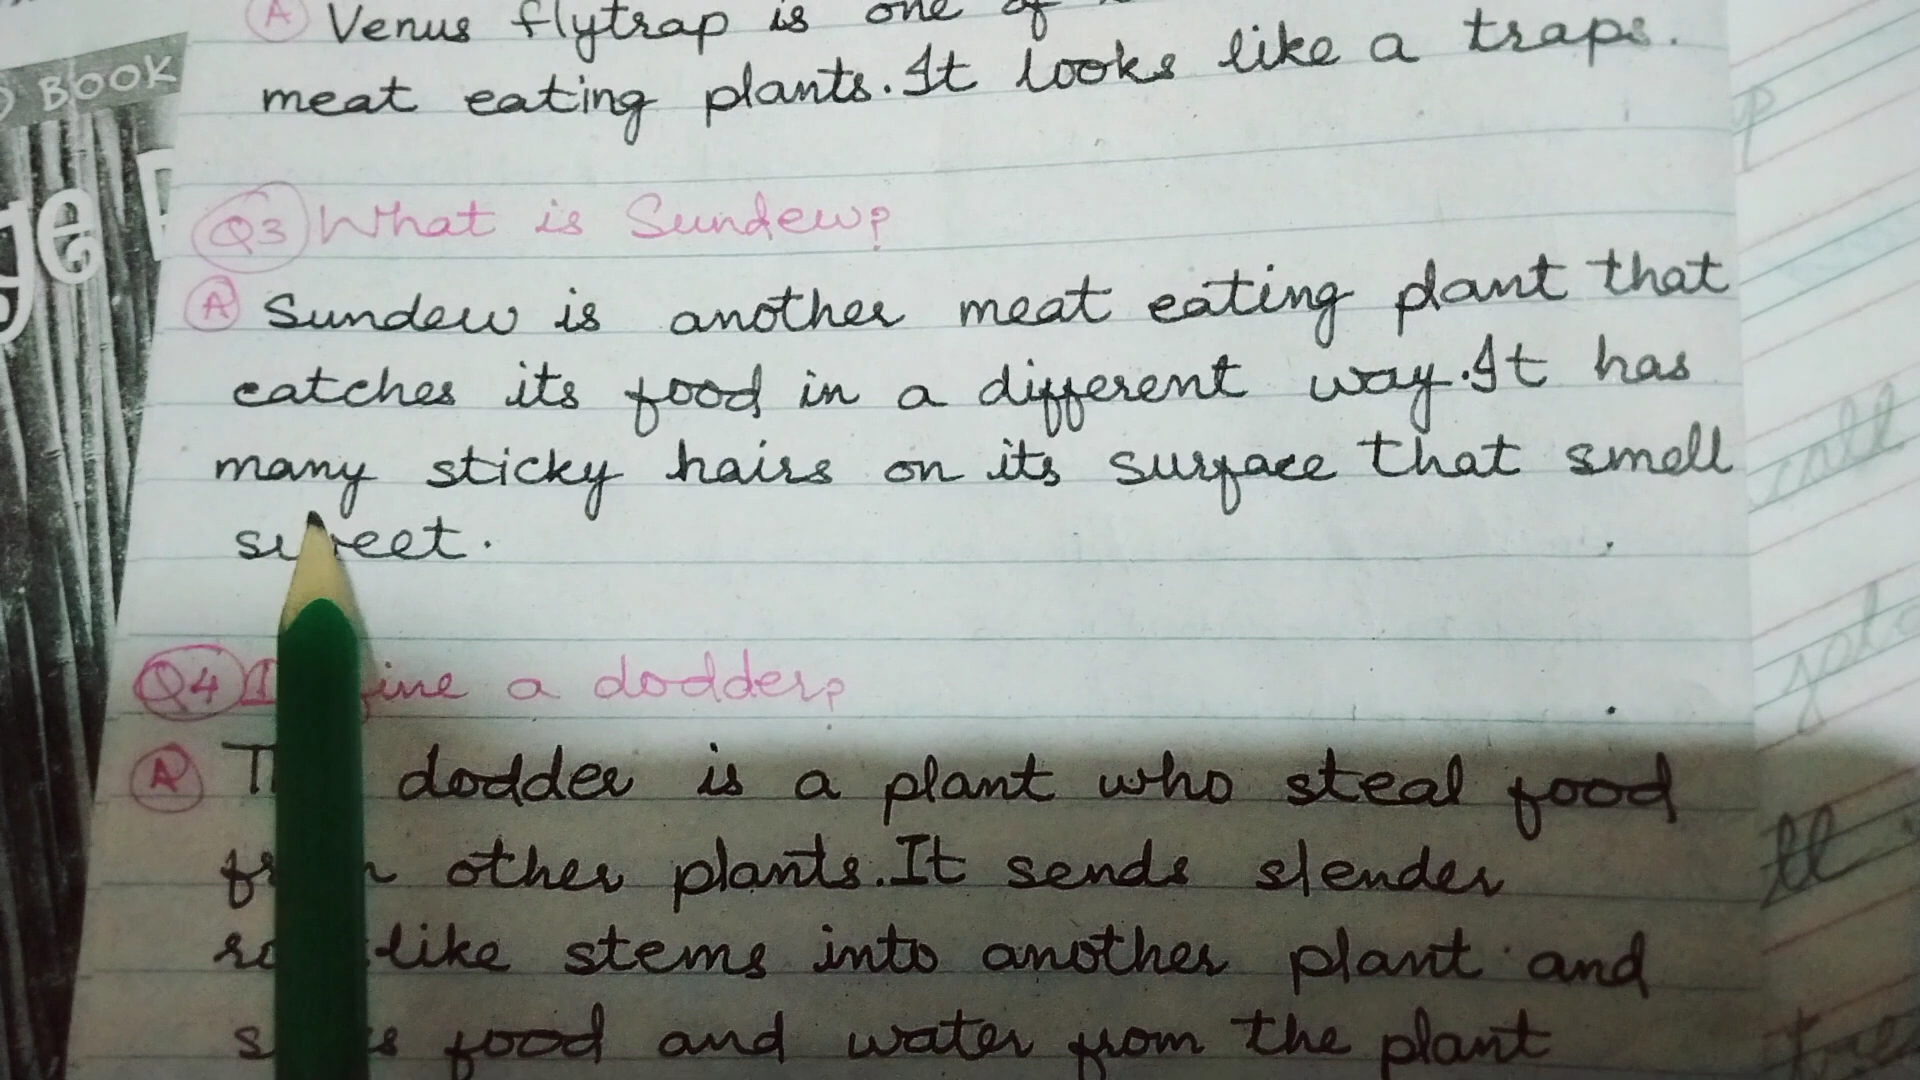 BOOK
ge
A Venus flytrap is one of
meat eating plants. It looks like a traps.
Q3 What is Sundew?
A Sundew is another meat eating plant that
catches its food in a different way. It has
many sticky hairs on its surface that smell
sweet.
Q4 a dodder?
A dodder is a plant who steal food
other plants. It sends slender
like stems into another plant and
food and water from the plant